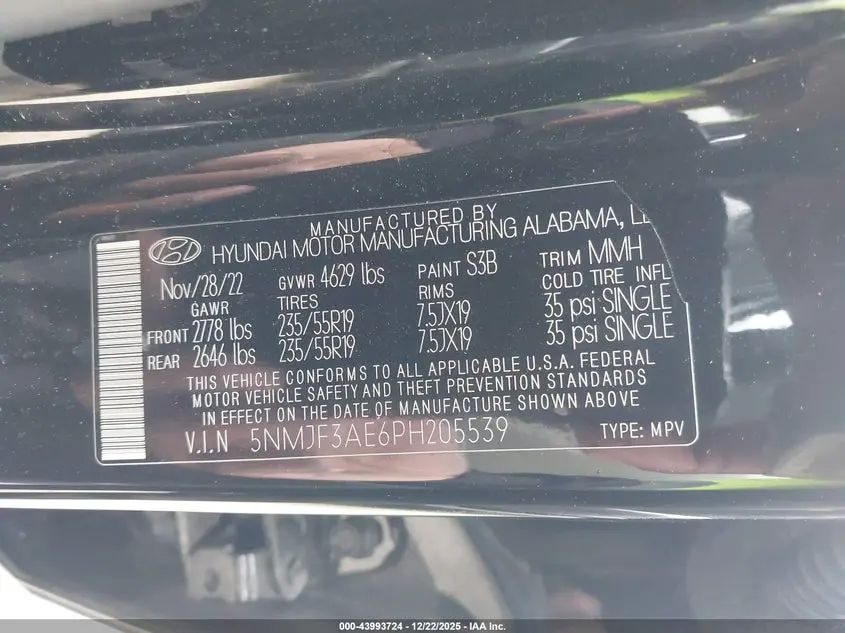 MANUFACTURED BY
HYUNDAI MOTOR MANUFACTURING ALABAMA,
Nov/28/22 GVWR 4629 lbs PAINT S3B TRIM MMH
GAWR TIRES RIMS COLD TIRE INFL
FRONT 2778 lbs 235/55R19 7.5JX19 35 psi SINGLE
REAR 2646 lbs 235/55R19 7.5JX19 35 psi SINGLE
THIS VEHICLE CONFORMS TO ALL APPLICABLE U.S.A. FEDERAL
MOTOR VEHICLE SAFETY AND THEFT PREVENTION STANDARDS
IN EFFECT ON THE DATE OF MANUFACTURE SHOWN ABOVE
V.I.N 5NMJF3AE6PH205539 TYPE: MPV
000-43993724 - 12/22/2025 - IAA Inc.